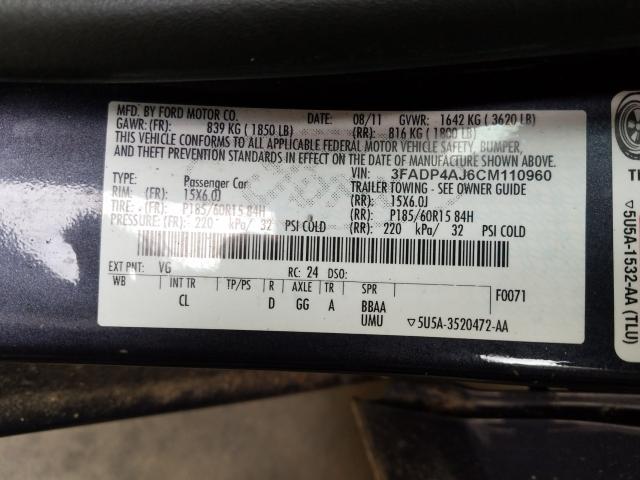 MFD. BY FORD MOTOR CO. DATE: 08/11 GVWR: 1642 KG ( 3620 LB)
GAWR: (FR): 839 KG ( 1850 LB) (RR): 816 KG ( 1800 LB)
THIS VEHICLE CONFORMS TO ALL APPLICABLE FEDERAL MOTOR VEHICLE SAFETY, BUMPER,
AND THEFT PREVENTION STANDARDS IN EFFECT ON THE DATE OF MANUFACTURE SHOWN ABOVE.
VIN: 3FADP4AJ6CM110960
TYPE: Passenger Car TRAILER TOWING - SEE OWNER GUIDE
RIM: (FR): 15X6.0J (RR): 15X6.0J
TIRE: (FR): P185/60R15 84H (RR): P185/60R15 84H
PRESSURE: (FR): 220 kPa/ 32 PSI COLD (RR): 220 kPa/ 32 PSI COLD
EXT PNT: VG RC: 24 DSO:
WB INT TR TP/PS R AXLE TR SPR F0071
CL D GG A BBAA
UMU ▽5U5A-3520472-AA
▽5U5A-1532-AA (TLU)